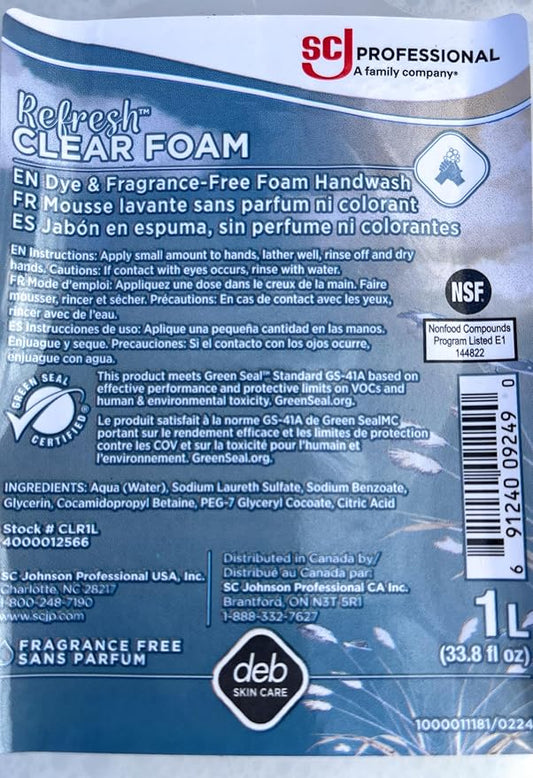 SCJ PROFESSIONAL
A family company®
Refresh™
CLEAR FOAM
EN Dye & Fragrance-Free Foam Handwash
FR Mousse lavante sans parfum ni colorant
ES Jabón en espuma, sin perfume ni colorantes
EN Instructions: Apply small amount to hands, lather well, rinse off and dry
hands. Cautions: If contact with eyes occurs, rinse with water.
FR Mode d'emploi: Appliquez une dose dans le creux de la main. Faire
mousser, rincer et sécher. Précautions: En cas de contact avec les yeux,
rincer avec de l'eau.
ES Instrucciones de uso: Aplique una pequeña cantidad en las manos.
Enjuague y seque. Precauciones: Si el contacto con los ojos ocurre,
enjuague con agua.
NSF
Nonfood Compounds
Program Listed E1
144822
GREEN SEAL
CERTIFIED
This product meets Green Seal™ Standard GS-41A based on
effective performance and protective limits on VOCs and
human & environmental toxicity. GreenSeal.org.
Le produit satisfait à la norme GS-41A de Green SealMC
portant sur le rendement efficace et les limites de protection
contre les COV et sur la toxicité pour l'humain et
l'environnement. GreenSeal.org.
INGREDIENTS: Aqua (Water), Sodium Laureth Sulfate, Sodium Benzoate,
Glycerin, Cocamidopropyl Betaine, PEG-7 Glyceryl Cocoate, Citric Acid
Stock # CLR1L
4000012566
SC Johnson Professional USA, Inc.
Charlotte, NC 28217
1-800-248-7190
www.scjp.com
Distributed in Canada by/
Distribué au Canada par:
SC Johnson Professional CA Inc.
Brantford, ON N3T 5R1
1-888-332-7627
6 91240 09249 0
1L
(33.8 fl oz)
FRAGRANCE FREE
SANS PARFUM
deb
SKIN CARE
1000011181/0224